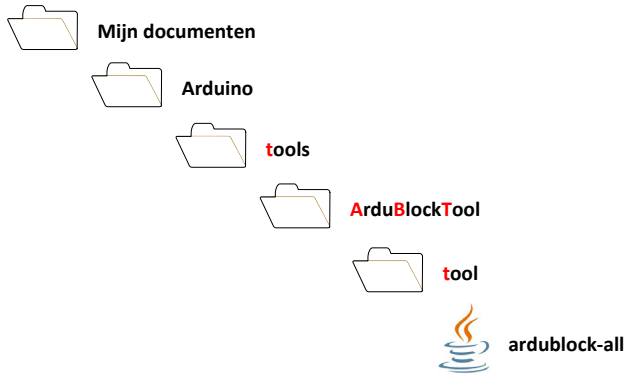 Mijn documenten
Arduino
tools
ArduBlockTool
tool
ardublock-all